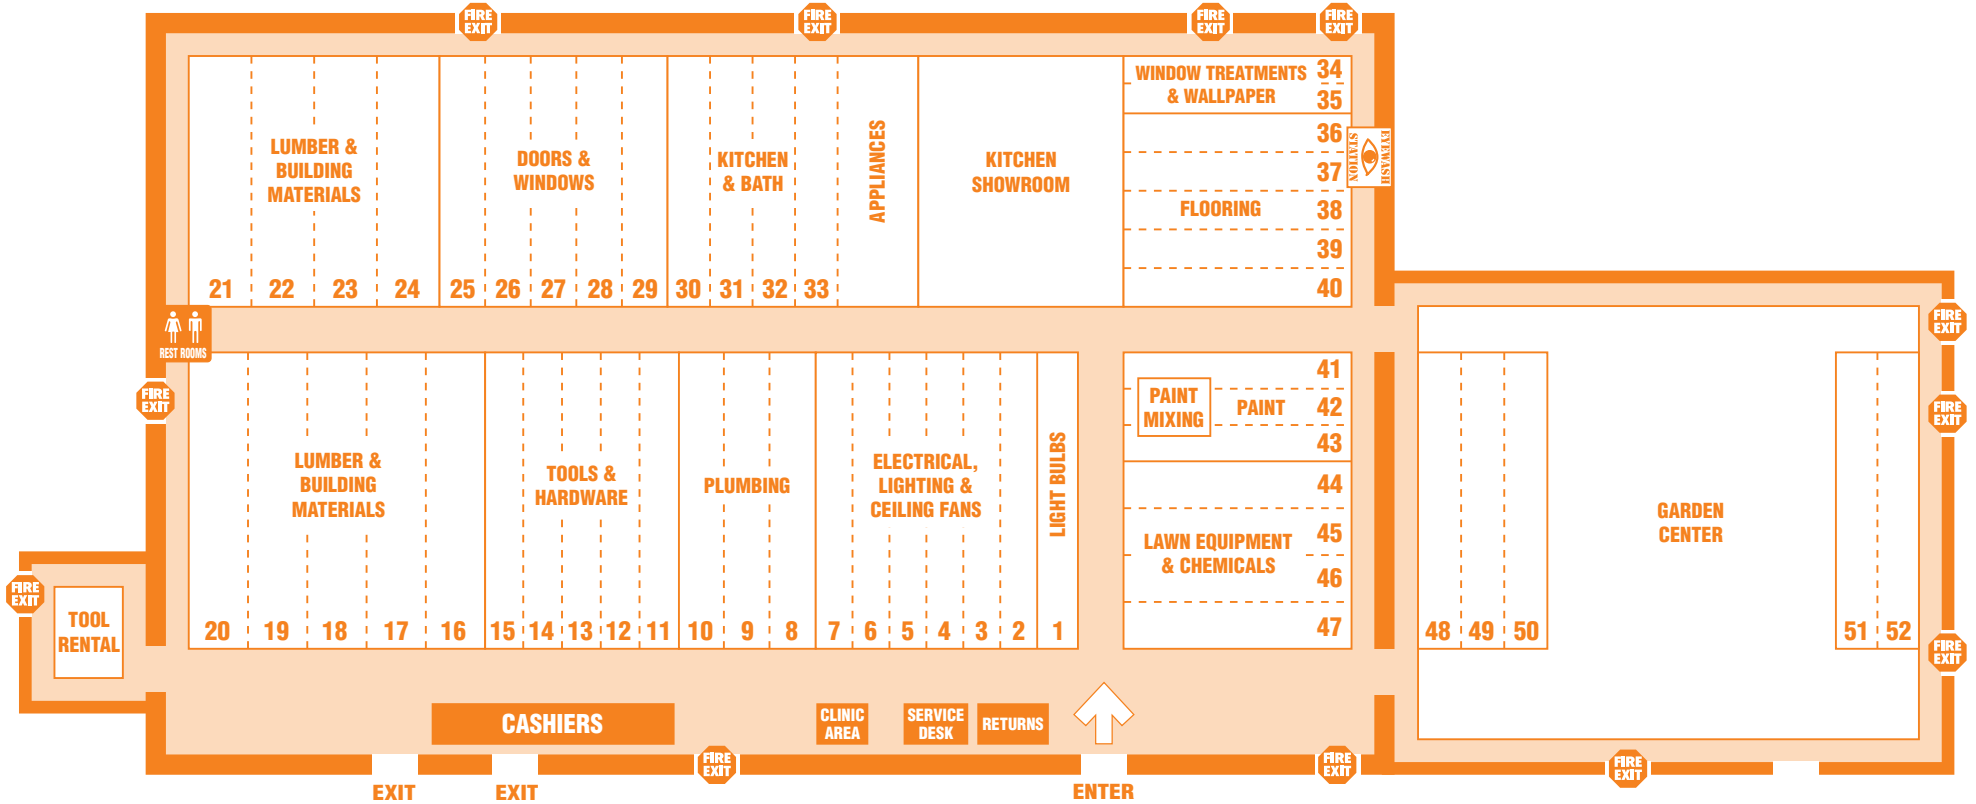 FIRE
EXIT
FIRE
EXIT
FIRE
EXIT
FIRE
EXIT
LUMBER &
BUILDING
MATERIALS
21 22 23 24
DOORS &
WINDOWS
25 26 27 28 29
KITCHEN
& BATH
30 31 32 33
APPLIANCES
KITCHEN
SHOWROOM
WINDOW TREATMENTS
& WALLPAPER
34
35
36
37
FLOORING
38
39
40
EYEWASH
STATION
REST ROOMS
FIRE
EXIT
LUMBER &
BUILDING
MATERIALS
20 19 18 17 16
TOOLS &
HARDWARE
15 14 13 12 11
PLUMBING
10 9 8
ELECTRICAL,
LIGHTING &
CEILING FANS
7 6 5 4 3 2
LIGHT BULBS
1
PAINT
MIXING
PAINT
41
42
43
LAWN EQUIPMENT
& CHEMICALS
44
45
46
47
48 49 50
GARDEN
CENTER
51 52
FIRE
EXIT
FIRE
EXIT
FIRE
EXIT
FIRE
EXIT
TOOL
RENTAL
CASHIERS
CLINIC
AREA
SERVICE
DESK
RETURNS
FIRE
EXIT
FIRE
EXIT
FIRE
EXIT
EXIT
EXIT
ENTER